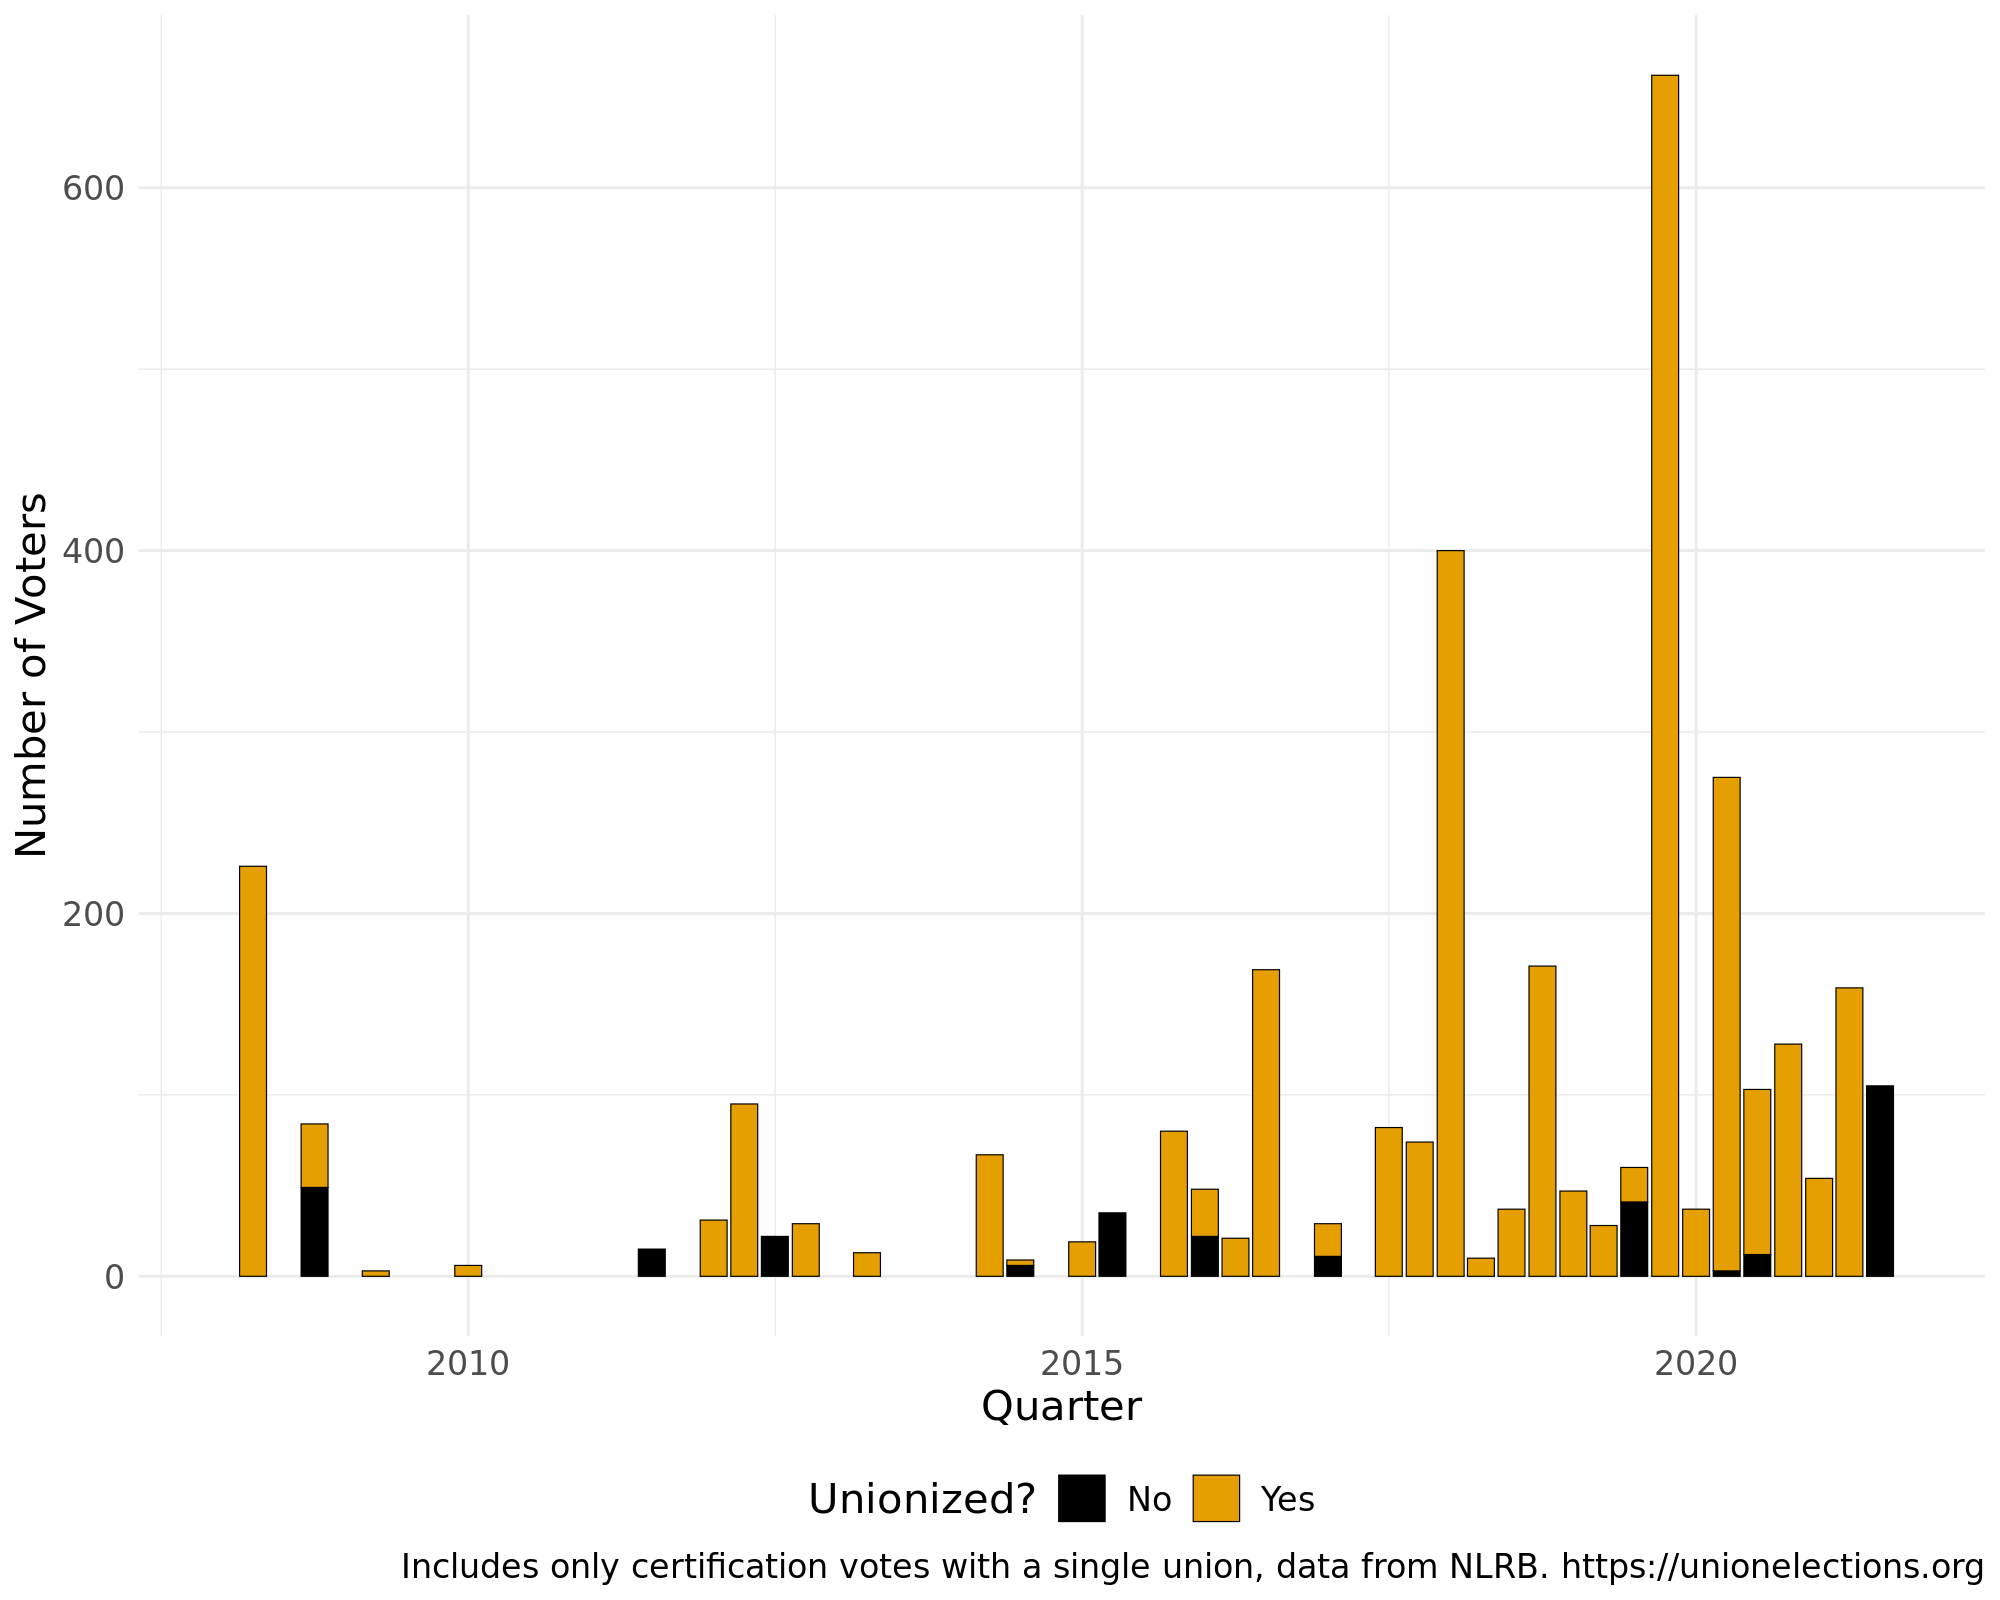 600
400
200
0
Number of Voters
2010
2015
2020
Quarter
Unionized? No Yes
Includes only certification votes with a single union, data from NLRB. https://unionelections.org